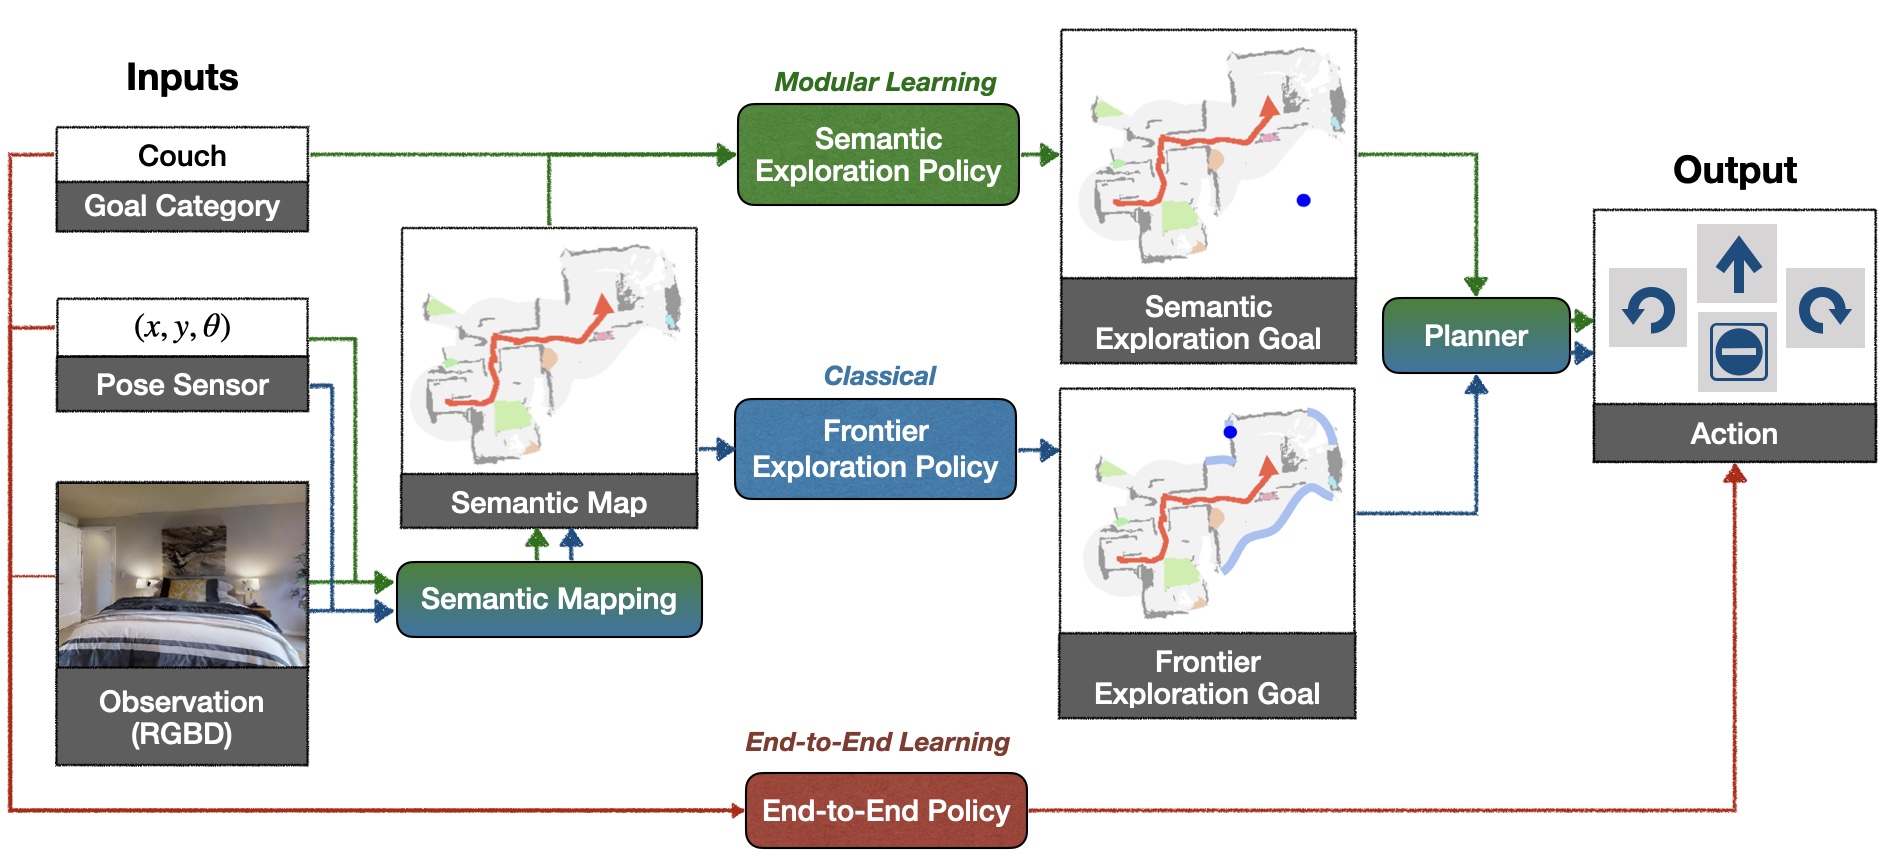 Inputs
Couch
Goal Category
(x, y, θ)
Pose Sensor
Observation
(RGBD)
Semantic Map
Semantic Mapping
Modular Learning
Semantic
Exploration Policy
Classical
Frontier
Exploration Policy
End-to-End Learning
End-to-End Policy
Semantic
Exploration Goal
Frontier
Exploration Goal
Planner
Output
Action